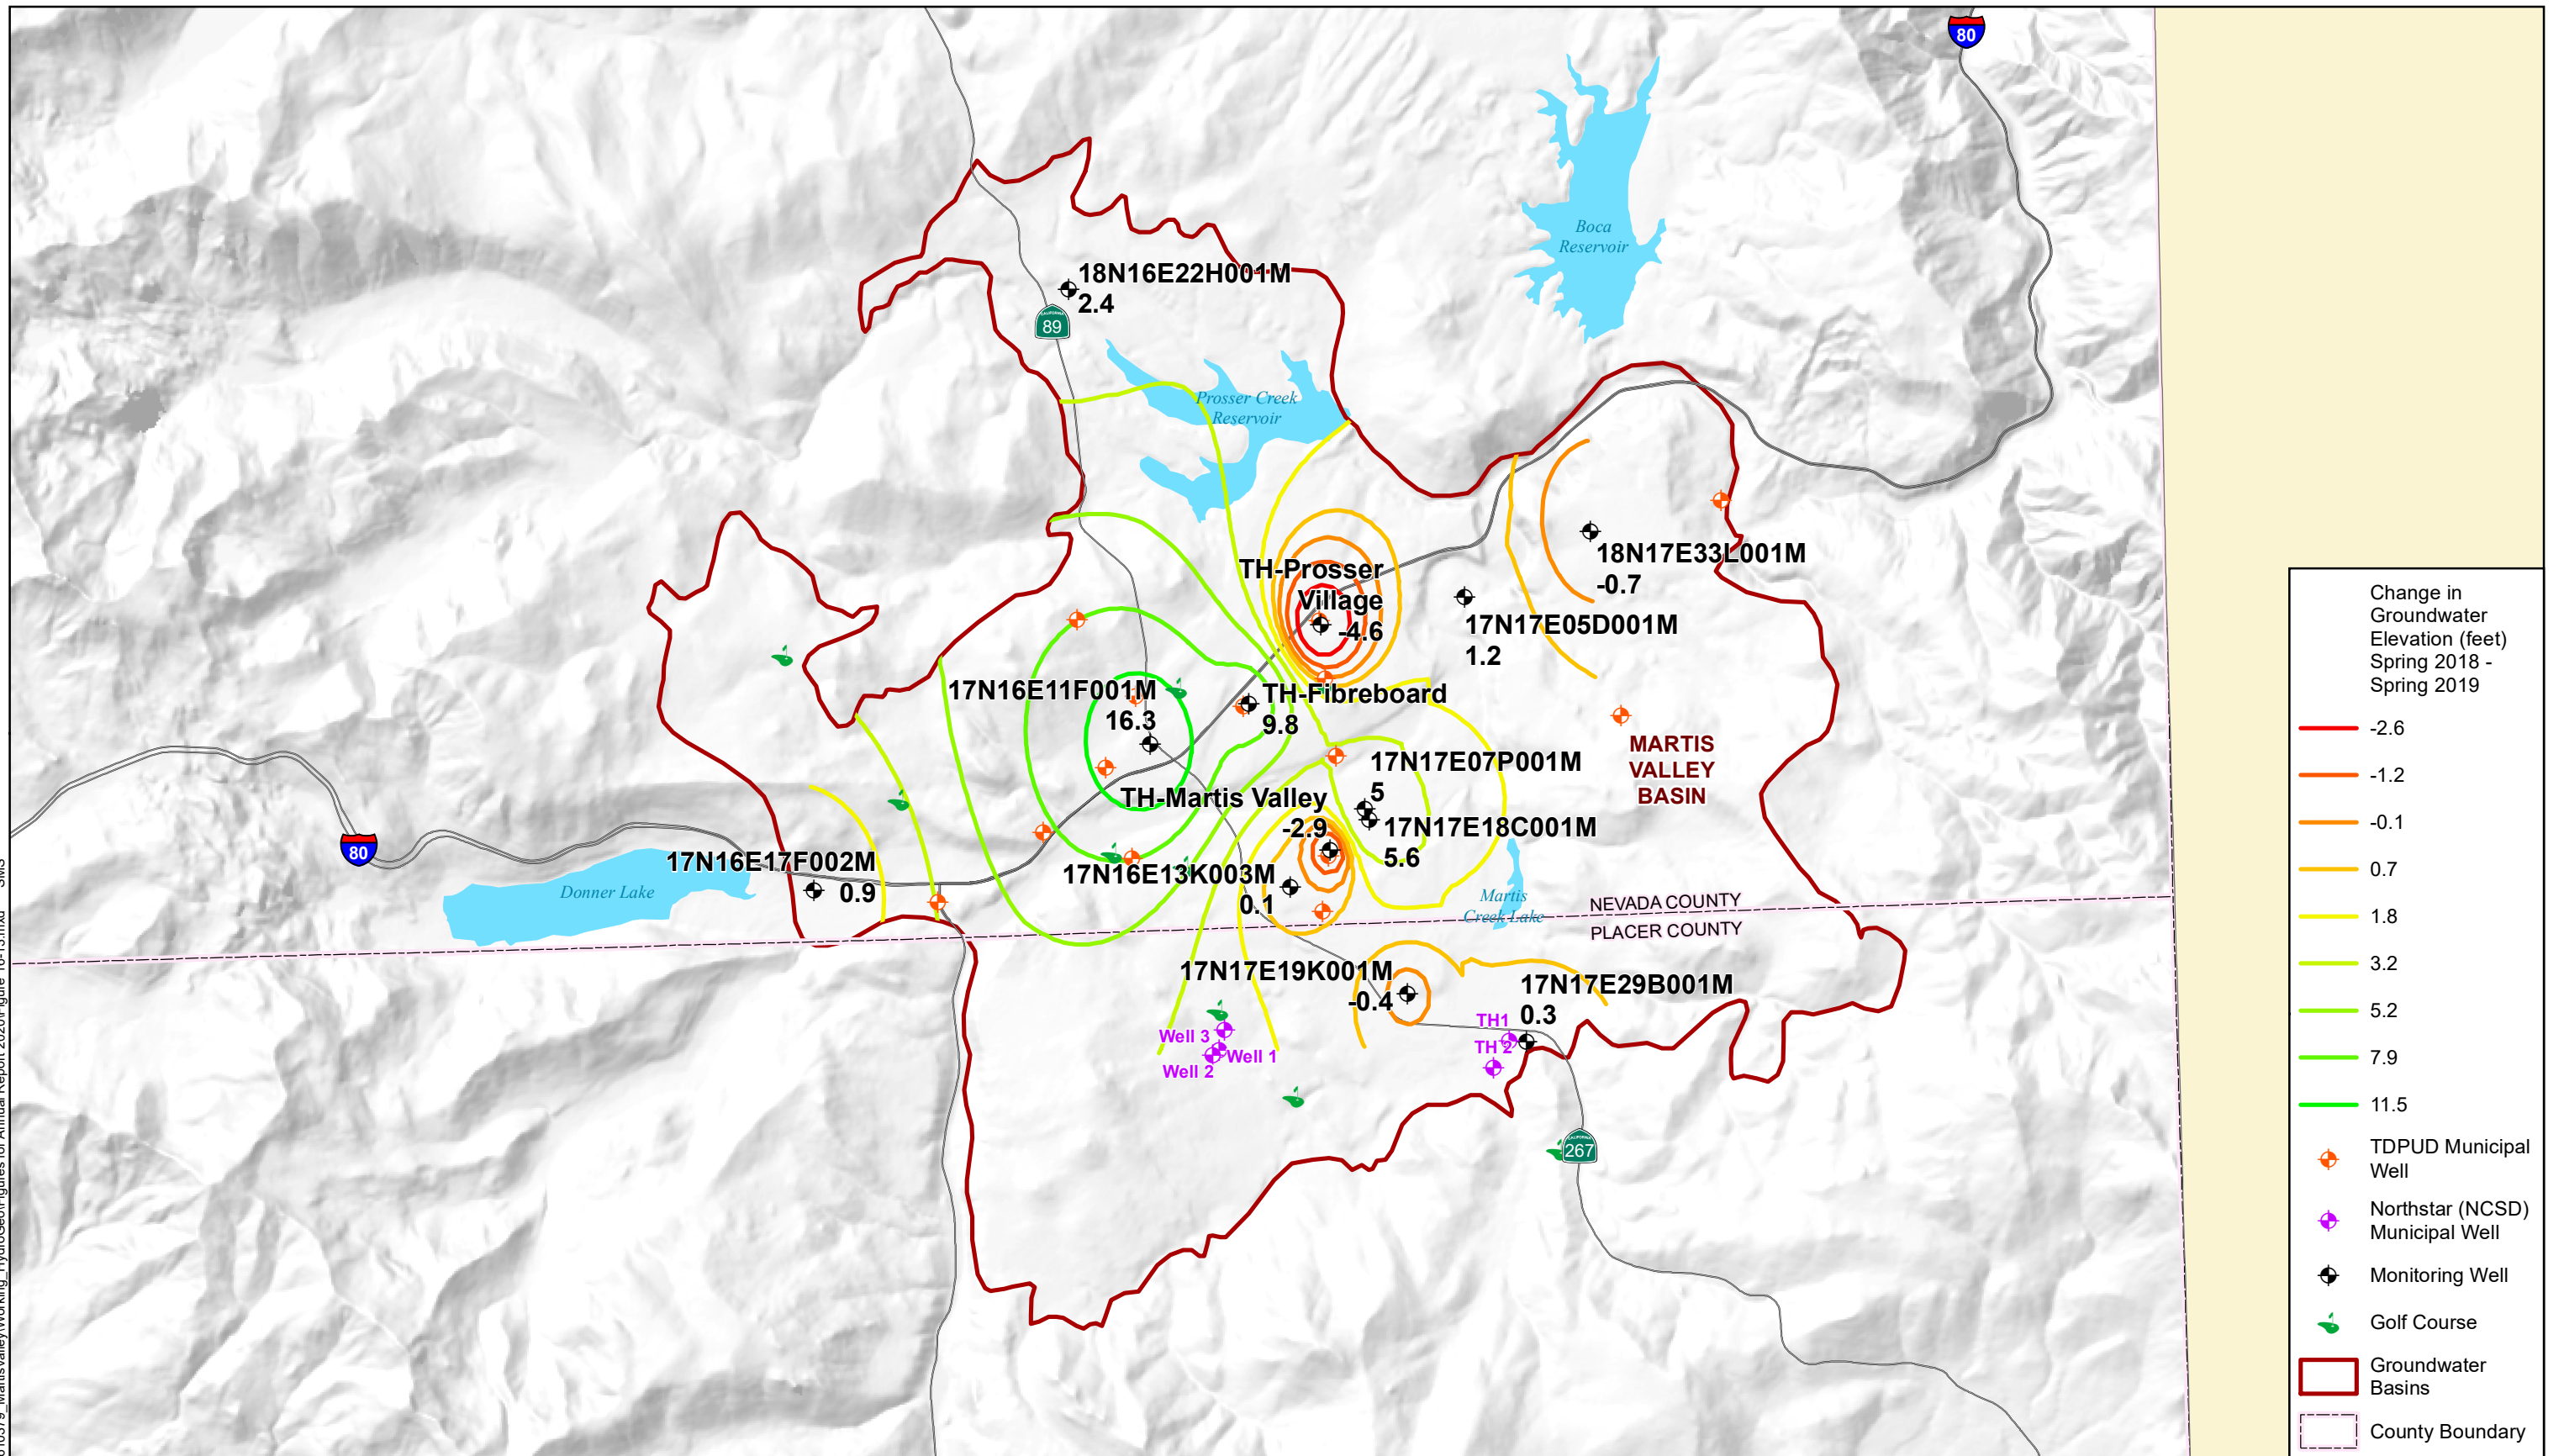 80
Boca
Reservoir
18N16E22H001M
2.4
89
Prosser Creek
Reservoir
TH-Prosser
Village
-4.6
18N17E33L001M
-0.7
17N17E05D001M
1.2
17N16E11F001M
16.3
TH-Fibreboard
9.8
MARTIS
VALLEY
BASIN
17N17E07P001M
5
TH-Martis Valley
-2.9
17N17E18C001M
5.6
80
17N16E17F002M
0.9
Donner Lake
17N16E13K003M
0.1
Martis
Creek Lake
NEVADA COUNTY
PLACER COUNTY
17N17E19K001M
-0.4
17N17E29B001M
0.3
TH1
TH 2
Well 3
Well 1
Well 2
CALIFORNIA
267
Change in
Groundwater
Elevation (feet)
Spring 2018 -
Spring 2019
-2.6
-1.2
-0.1
0.7
1.8
3.2
5.2
7.9
11.5
TDPUD Municipal
Well
Northstar (NCSD)
Municipal Well
Monitoring Well
Golf Course
Groundwater
Basins
County Boundary